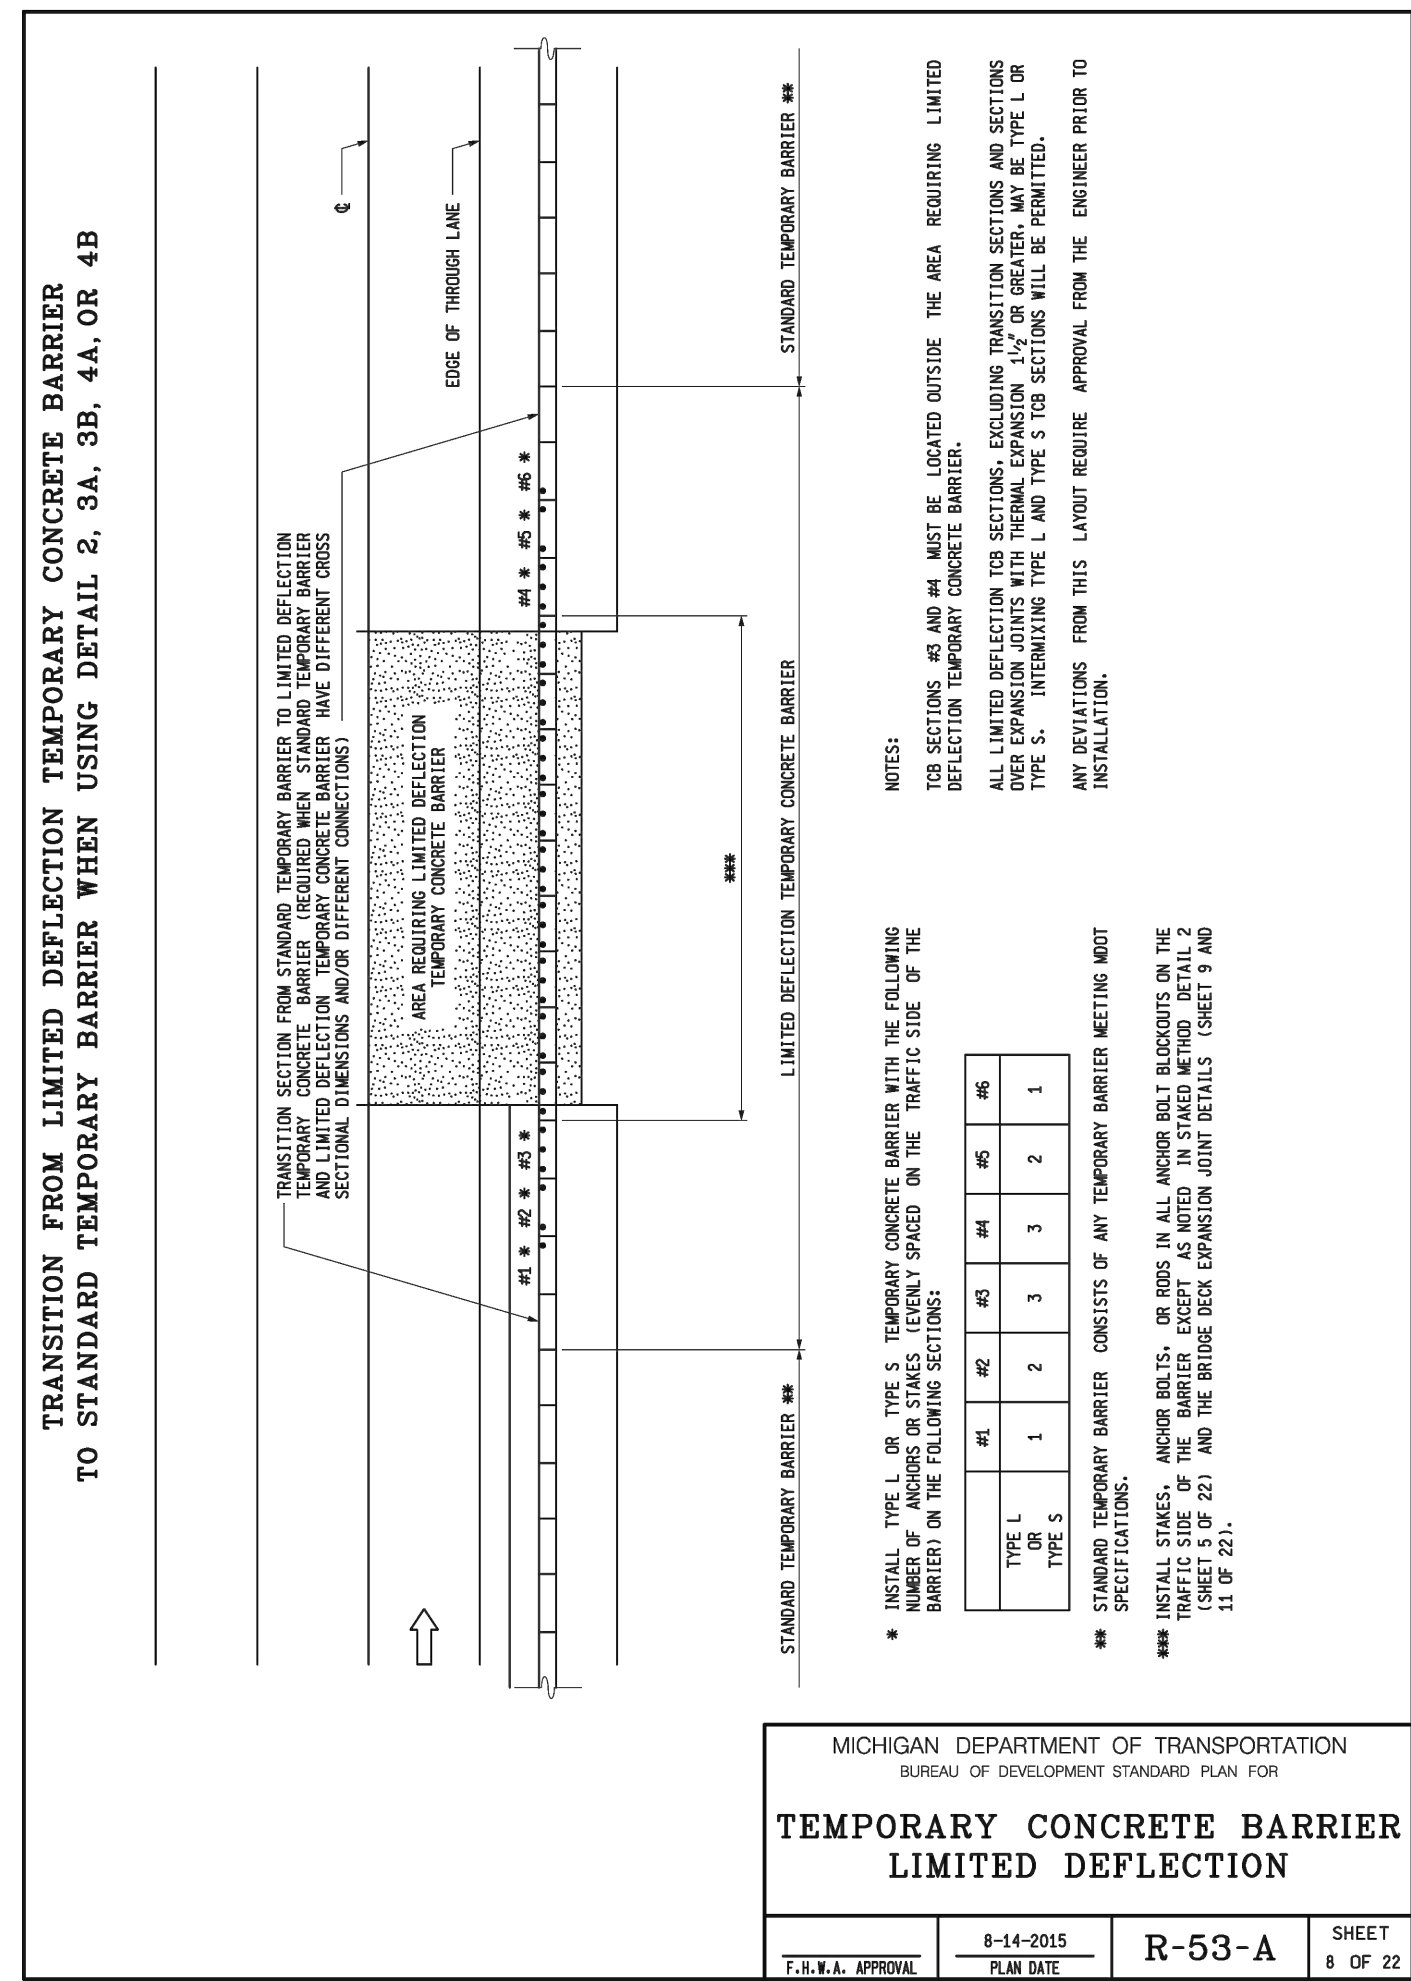 TRANSITION FROM LIMITED DEFLECTION TEMPORARY CONCRETE BARRIER
TO STANDARD TEMPORARY BARRIER WHEN USING DETAIL 2, 3A, 3B, 4A, OR 4B
TRANSITION SECTION FROM STANDARD TEMPORARY BARRIER TO LIMITED DEFLECTION
TEMPORARY CONCRETE BARRIER (REQUIRED WHEN STANDARD TEMPORARY BARRIER
AND LIMITED DEFLECTION TEMPORARY CONCRETE BARRIER HAVE DIFFERENT CROSS
SECTIONAL DIMENSIONS AND/OR DIFFERENT CONNECTIONS)
℄
AREA REQUIRING LIMITED DEFLECTION
TEMPORARY CONCRETE BARRIER
EDGE OF THROUGH LANE
#1 * #2 * #3 * #4 * #5 * #6 *
***
STANDARD TEMPORARY BARRIER **
LIMITED DEFLECTION TEMPORARY CONCRETE BARRIER
STANDARD TEMPORARY BARRIER **
* INSTALL TYPE L OR TYPE S TEMPORARY CONCRETE BARRIER WITH THE FOLLOWING
NUMBER OF ANCHORS OR STAKES (EVENLY SPACED ON THE TRAFFIC SIDE OF THE
BARRIER) ON THE FOLLOWING SECTIONS:
#1 #2 #3 #4 #5 #6
TYPE L
OR
TYPE S
1 2 3 3 2 1
** STANDARD TEMPORARY BARRIER CONSISTS OF ANY TEMPORARY BARRIER MEETING MDOT
SPECIFICATIONS.
*** INSTALL STAKES, ANCHOR BOLTS, OR RODS IN ALL ANCHOR BOLT BLOCKOUTS ON THE
TRAFFIC SIDE OF THE BARRIER EXCEPT AS NOTED IN STAKED METHOD DETAIL 2
(SHEET 5 OF 22) AND THE BRIDGE DECK EXPANSION JOINT DETAILS (SHEET 9 AND
11 OF 22).
NOTES:
TCB SECTIONS #3 AND #4 MUST BE LOCATED OUTSIDE THE AREA REQUIRING LIMITED
DEFLECTION TEMPORARY CONCRETE BARRIER.
ALL LIMITED DEFLECTION TCB SECTIONS, EXCLUDING TRANSITION SECTIONS AND SECTIONS
OVER EXPANSION JOINTS WITH THERMAL EXPANSION 1½" OR GREATER, MAY BE TYPE L OR
TYPE S. INTERMIXING TYPE L AND TYPE S TCB SECTIONS WILL BE PERMITTED.
ANY DEVIATIONS FROM THIS LAYOUT REQUIRE APPROVAL FROM THE ENGINEER PRIOR TO
INSTALLATION.
MICHIGAN DEPARTMENT OF TRANSPORTATION
BUREAU OF DEVELOPMENT STANDARD PLAN FOR
TEMPORARY CONCRETE BARRIER
LIMITED DEFLECTION
F.H.W.A. APPROVAL
8-14-2015
PLAN DATE
R-53-A
SHEET
8 OF 22